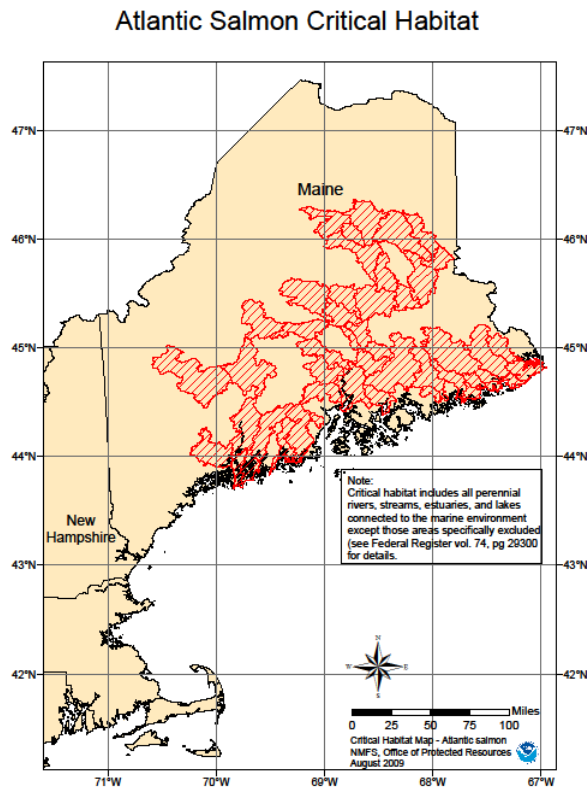 Atlantic Salmon Critical Habitat
47°N
47°N
Maine
46°N
46°N
45°N
45°N
44°N
44°N
Note:
Critical habitat includes all perennial
rivers, streams, estuaries, and lakes
connected to the marine environment
except those areas specifically excluded
(see Federal Register vol. 74, pg 29300
for details.
New
Hampshire
43°N
43°N
N
W
E
S
42°N
42°N
Miles
0
25
50
75
100
Critical Habitat Map - Atlantic salmon
NMFS, Office of Protected Resources
August 2009
71°W
70°W
69°W
68°W
67°W